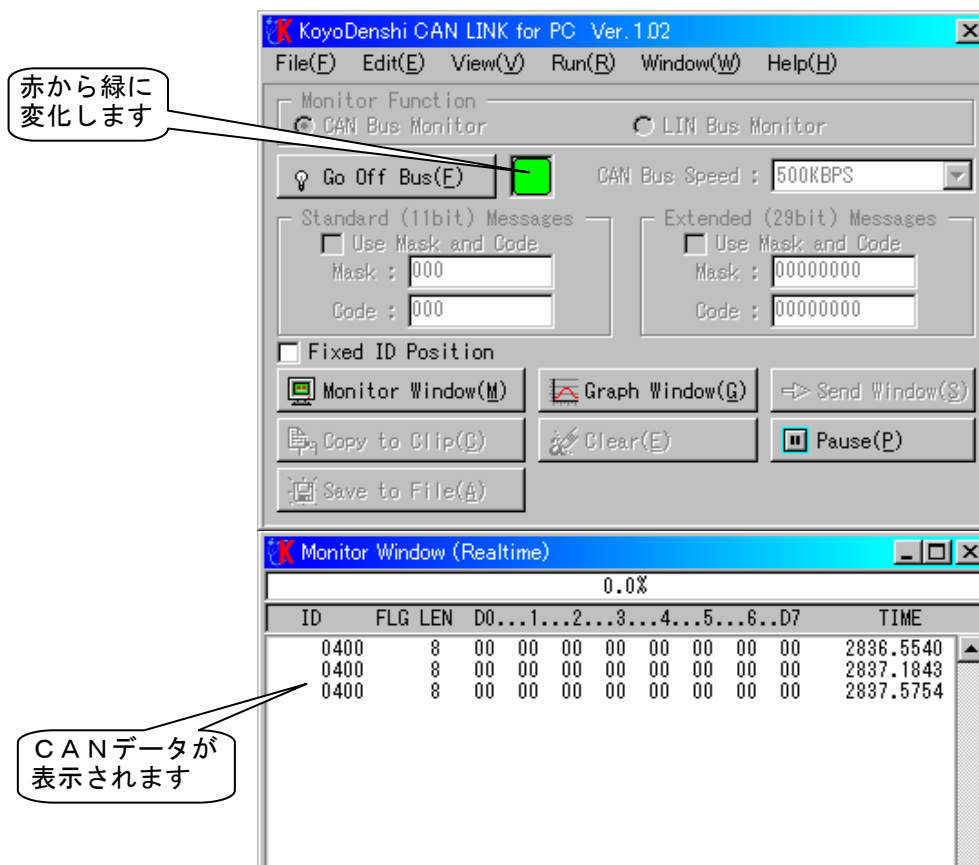 KoyoDenshi CAN LINK for PC Ver.1.02
File(F) Edit(E) View(V) Run(R) Window(W) Help(H)
赤から緑に
変化します
Monitor Function
CAN Bus Monitor LIN Bus Monitor
Go Off Bus(F) CAN Bus Speed : 500KBPS
Standard (11bit) Messages Extended (29bit) Messages
Use Mask and Code Use Mask and Code
Mask : 000 Mask : 00000000
Code : 000 Code : 00000000
Fixed ID Position
Monitor Window(M) Graph Window(G) Send Window(S)
Copy to Clip(C) Clear(E) Pause(P)
Save to File(A)
Monitor Window (Realtime)
0.0%
ID FLG LEN D0...1...2...3...4...5...6..D7 TIME
0400 8 00 00 00 00 00 00 00 00 2836.5540
0400 8 00 00 00 00 00 00 00 00 2837.1843
0400 8 00 00 00 00 00 00 00 00 2837.5754
ＣＡＮデータが
表示されます